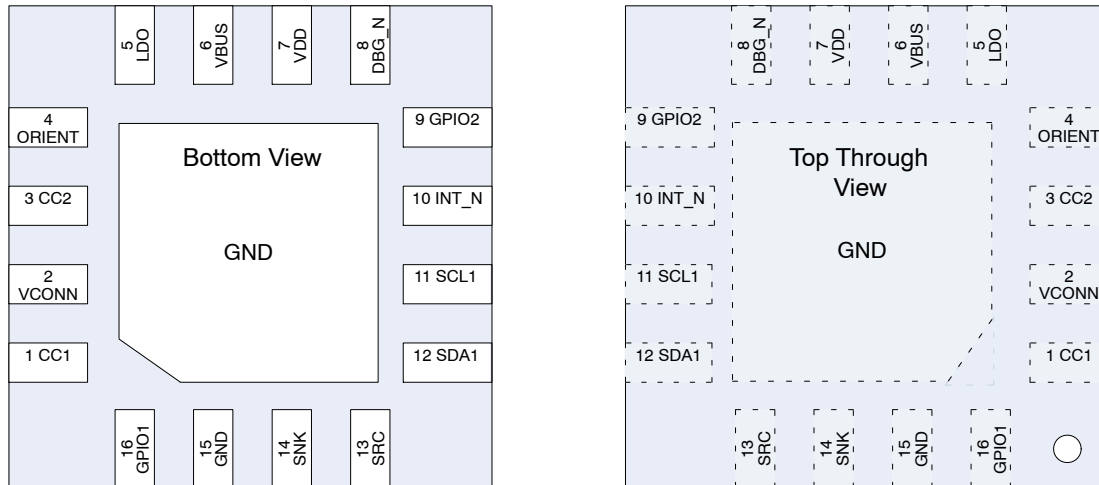 5
LDO
6
VBUS
7
VDD
8
DBG_N
4
ORIENT
3 CC2
2
VCONN
1 CC1
Bottom View
GND
9 GPIO2
10 INT_N
11 SCL1
12 SDA1
16
GPIO1
15
GND
14
SNK
13
SRC
8
DBG_N
7
VDD
6
VBUS
5
LDO
9 GPIO2
10 INT_N
11 SCL1
12 SDA1
Top Through
View
GND
4
ORIENT
3 CC2
2
VCONN
1 CC1
13
SRC
14
SNK
15
GND
16
GPIO1